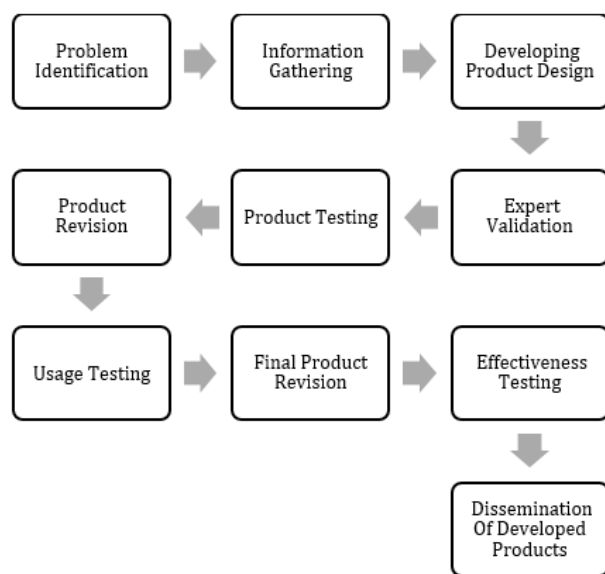 Problem
Identification
Information
Gathering
Developing
Product Design
Expert
Validation
Product Testing
Product
Revision
Usage Testing
Final Product
Revision
Effectiveness
Testing
Dissemination
Of Developed
Products